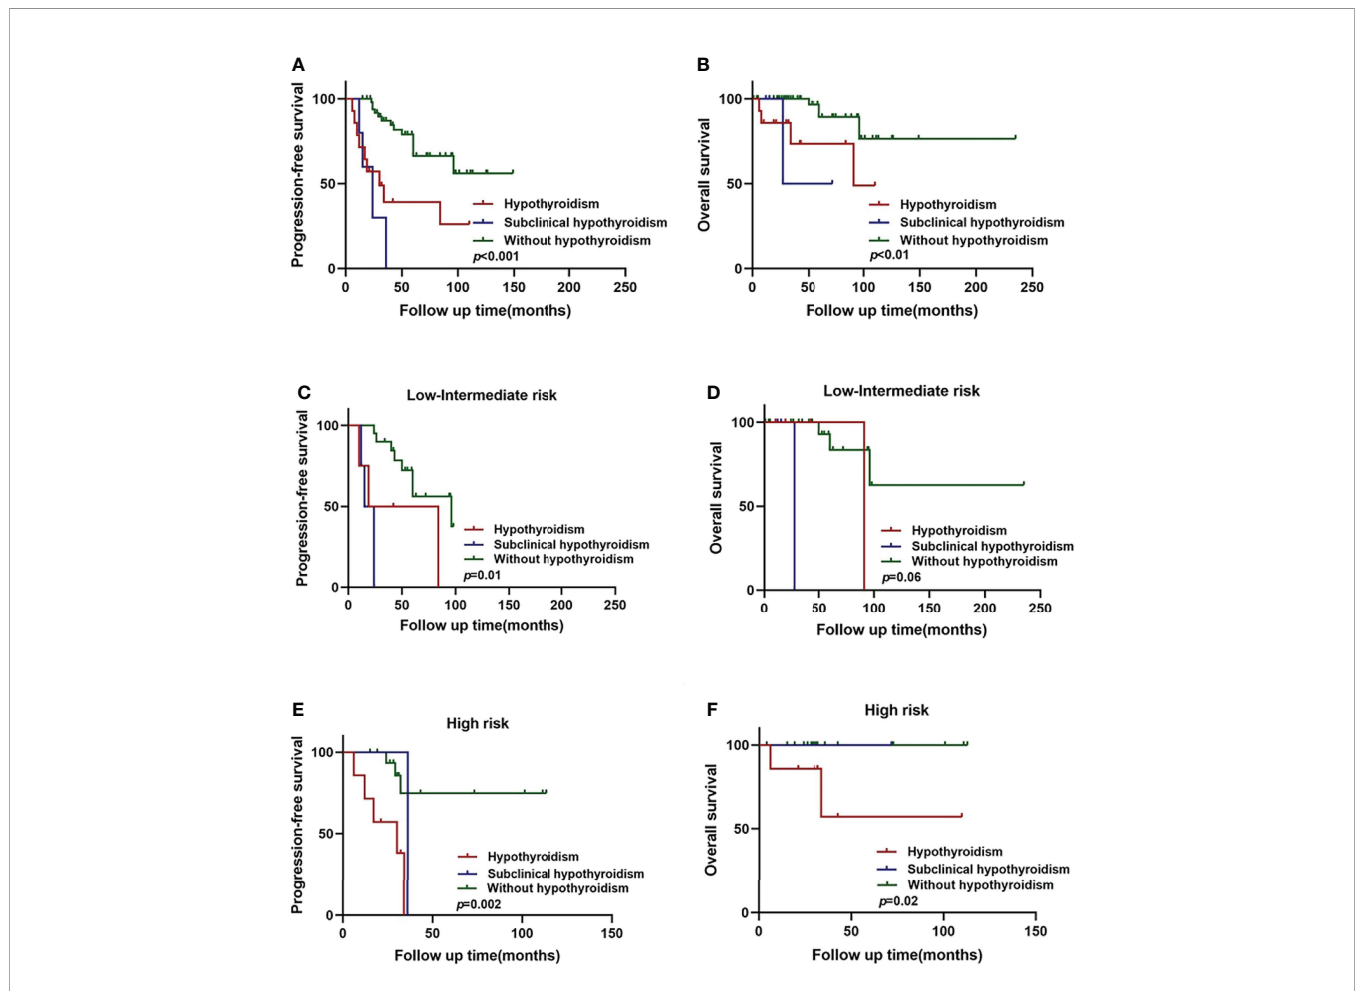 A
Progression-free survival
100
50
0
Hypothyroidism
Subclinical hypothyroidism
Without hypothyroidism
p<0.001
0 50 100 150 200 250
Follow up time(months)
B
Overall survival
100
50
0
Hypothyroidism
Subclinical hypothyroidism
Without hypothyroidism
p<0.01
0 50 100 150 200 250
Follow up time(months)
C
Low-Intermediate risk
Progression-free survival
100
50
0
Hypothyroidism
Subclinical hypothyroidism
Without hypothyroidism
p=0.01
0 50 100 150 200 250
Follow up time(months)
D
Low-Intermediate risk
Overall survival
100
50
0
Hypothyroidism
Subclinical hypothyroidism
Without hypothyroidism
p=0.06
0 50 100 150 200 250
Follow up time(months)
E
High risk
Progression-free survival
100
50
0
Hypothyroidism
Subclinical hypothyroidism
Without hypothyroidism
p=0.002
0 50 100 150
Follow up time(months)
F
High risk
Overall survival
100
50
0
Hypothyroidism
Subclinical hypothyroidism
Without hypothyroidism
p=0.02
0 50 100 150
Follow up time(months)